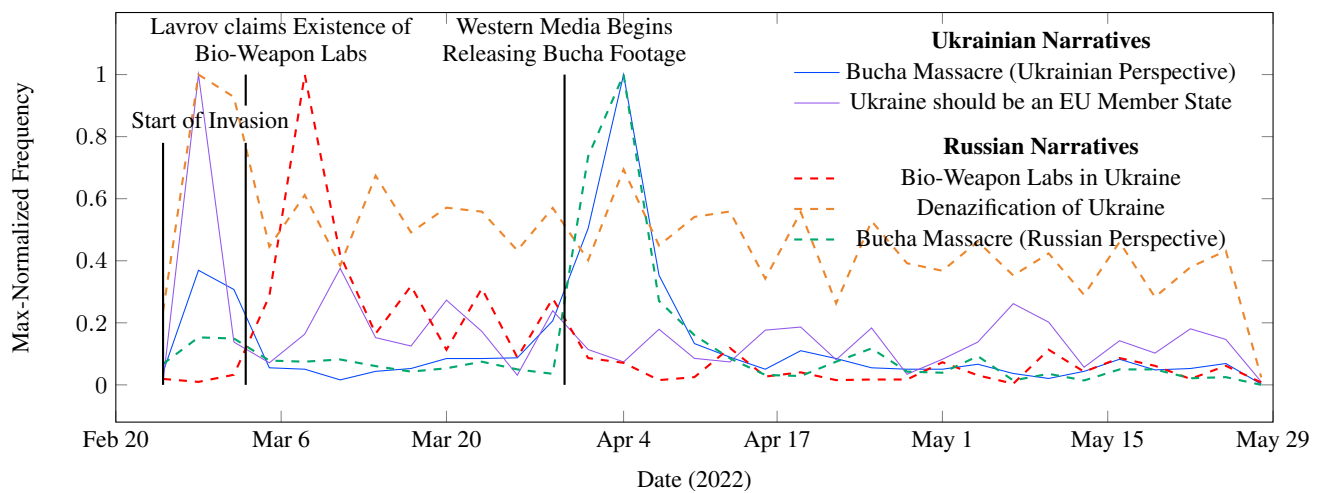 Lavrov claims Existence of
Bio-Weapon Labs
Western Media Begins
Releasing Bucha Footage
Start of Invasion
Ukrainian Narratives
Bucha Massacre (Ukrainian Perspective)
Ukraine should be an EU Member State
Russian Narratives
Bio-Weapon Labs in Ukraine
Denazification of Ukraine
Bucha Massacre (Russian Perspective)
Max-Normalized Frequency
1
0.8
0.6
0.4
0.2
0
Feb 20 Mar 6 Mar 20 Apr 4 Apr 17 May 1 May 15 May 29
Date (2022)